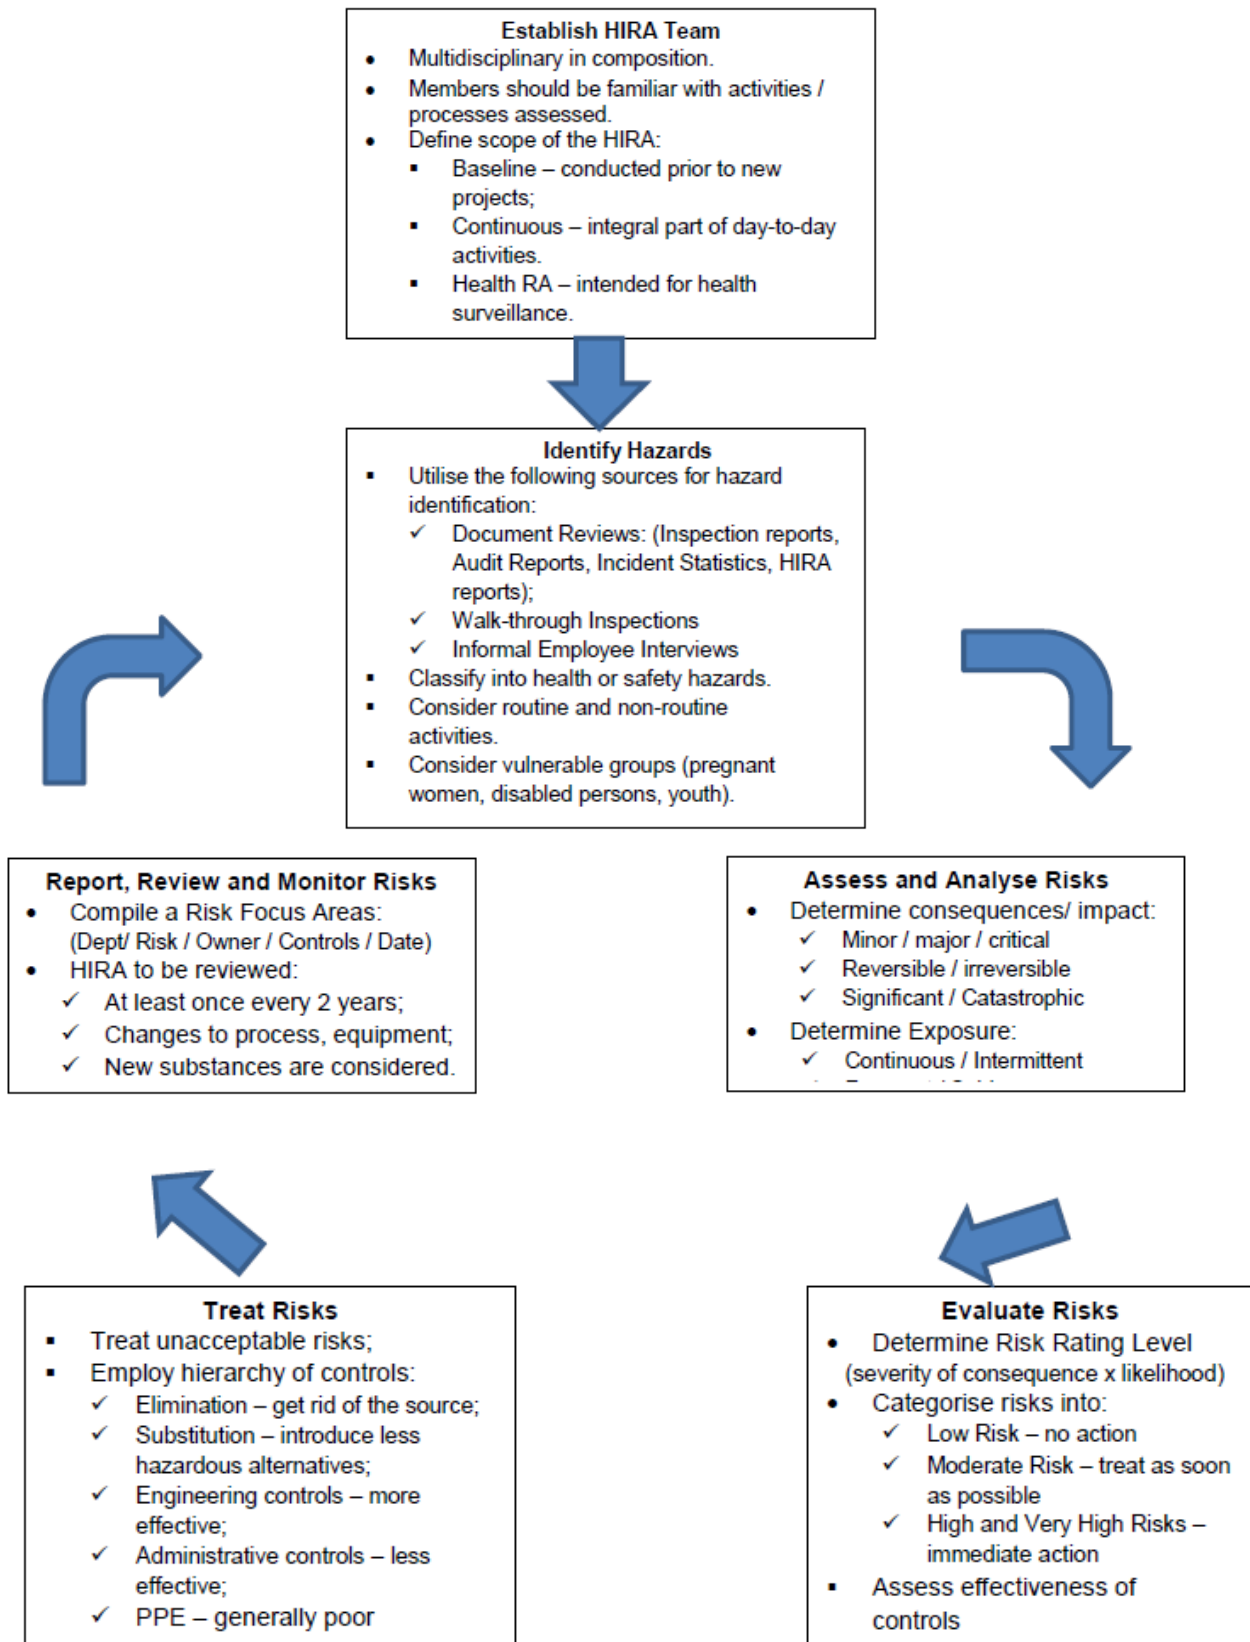 Establish HIRA Team
• Multidisciplinary in composition.
• Members should be familiar with activities /
processes assessed.
• Define scope of the HIRA:
▪ Baseline – conducted prior to new
projects;
▪ Continuous – integral part of day-to-day
activities.
▪ Health RA – intended for health
surveillance.
Identify Hazards
▪ Utilise the following sources for hazard
identification:
✓ Document Reviews: (Inspection reports,
Audit Reports, Incident Statistics, HIRA
reports);
✓ Walk-through Inspections
✓ Informal Employee Interviews
▪ Classify into health or safety hazards.
▪ Consider routine and non-routine
activities.
▪ Consider vulnerable groups (pregnant
women, disabled persons, youth).
Assess and Analyse Risks
• Determine consequences/ impact:
✓ Minor / major / critical
✓ Reversible / irreversible
✓ Significant / Catastrophic
• Determine Exposure:
✓ Continuous / Intermittent
Evaluate Risks
• Determine Risk Rating Level
(severity of consequence x likelihood)
• Categorise risks into:
✓ Low Risk – no action
✓ Moderate Risk – treat as soon
as possible
✓ High and Very High Risks –
immediate action
▪ Assess effectiveness of
controls
Treat Risks
▪ Treat unacceptable risks;
▪ Employ hierarchy of controls:
✓ Elimination – get rid of the source;
✓ Substitution – introduce less
hazardous alternatives;
✓ Engineering controls – more
effective;
✓ Administrative controls – less
effective;
✓ PPE – generally poor
Report, Review and Monitor Risks
• Compile a Risk Focus Areas:
(Dept/ Risk / Owner / Controls / Date)
• HIRA to be reviewed:
✓ At least once every 2 years;
✓ Changes to process, equipment;
✓ New substances are considered.